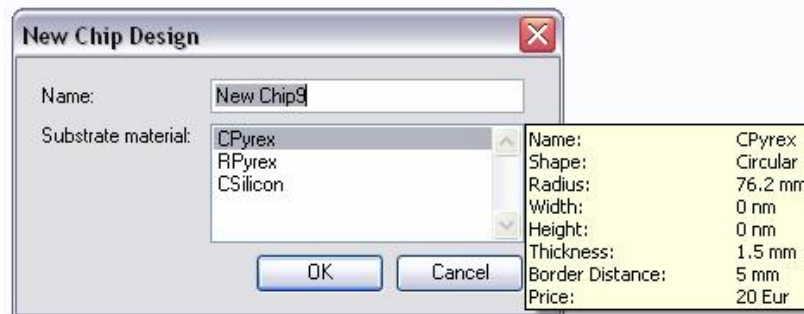 New Chip Design
Name: New Chip9
Substrate material: CPyrex
RPyrex
CSilicon
OK Cancel
Name: CPyrex
Shape: Circular
Radius: 76.2 mm
Width: 0 nm
Height: 0 nm
Thickness: 1.5 mm
Border Distance: 5 mm
Price: 20 Eur